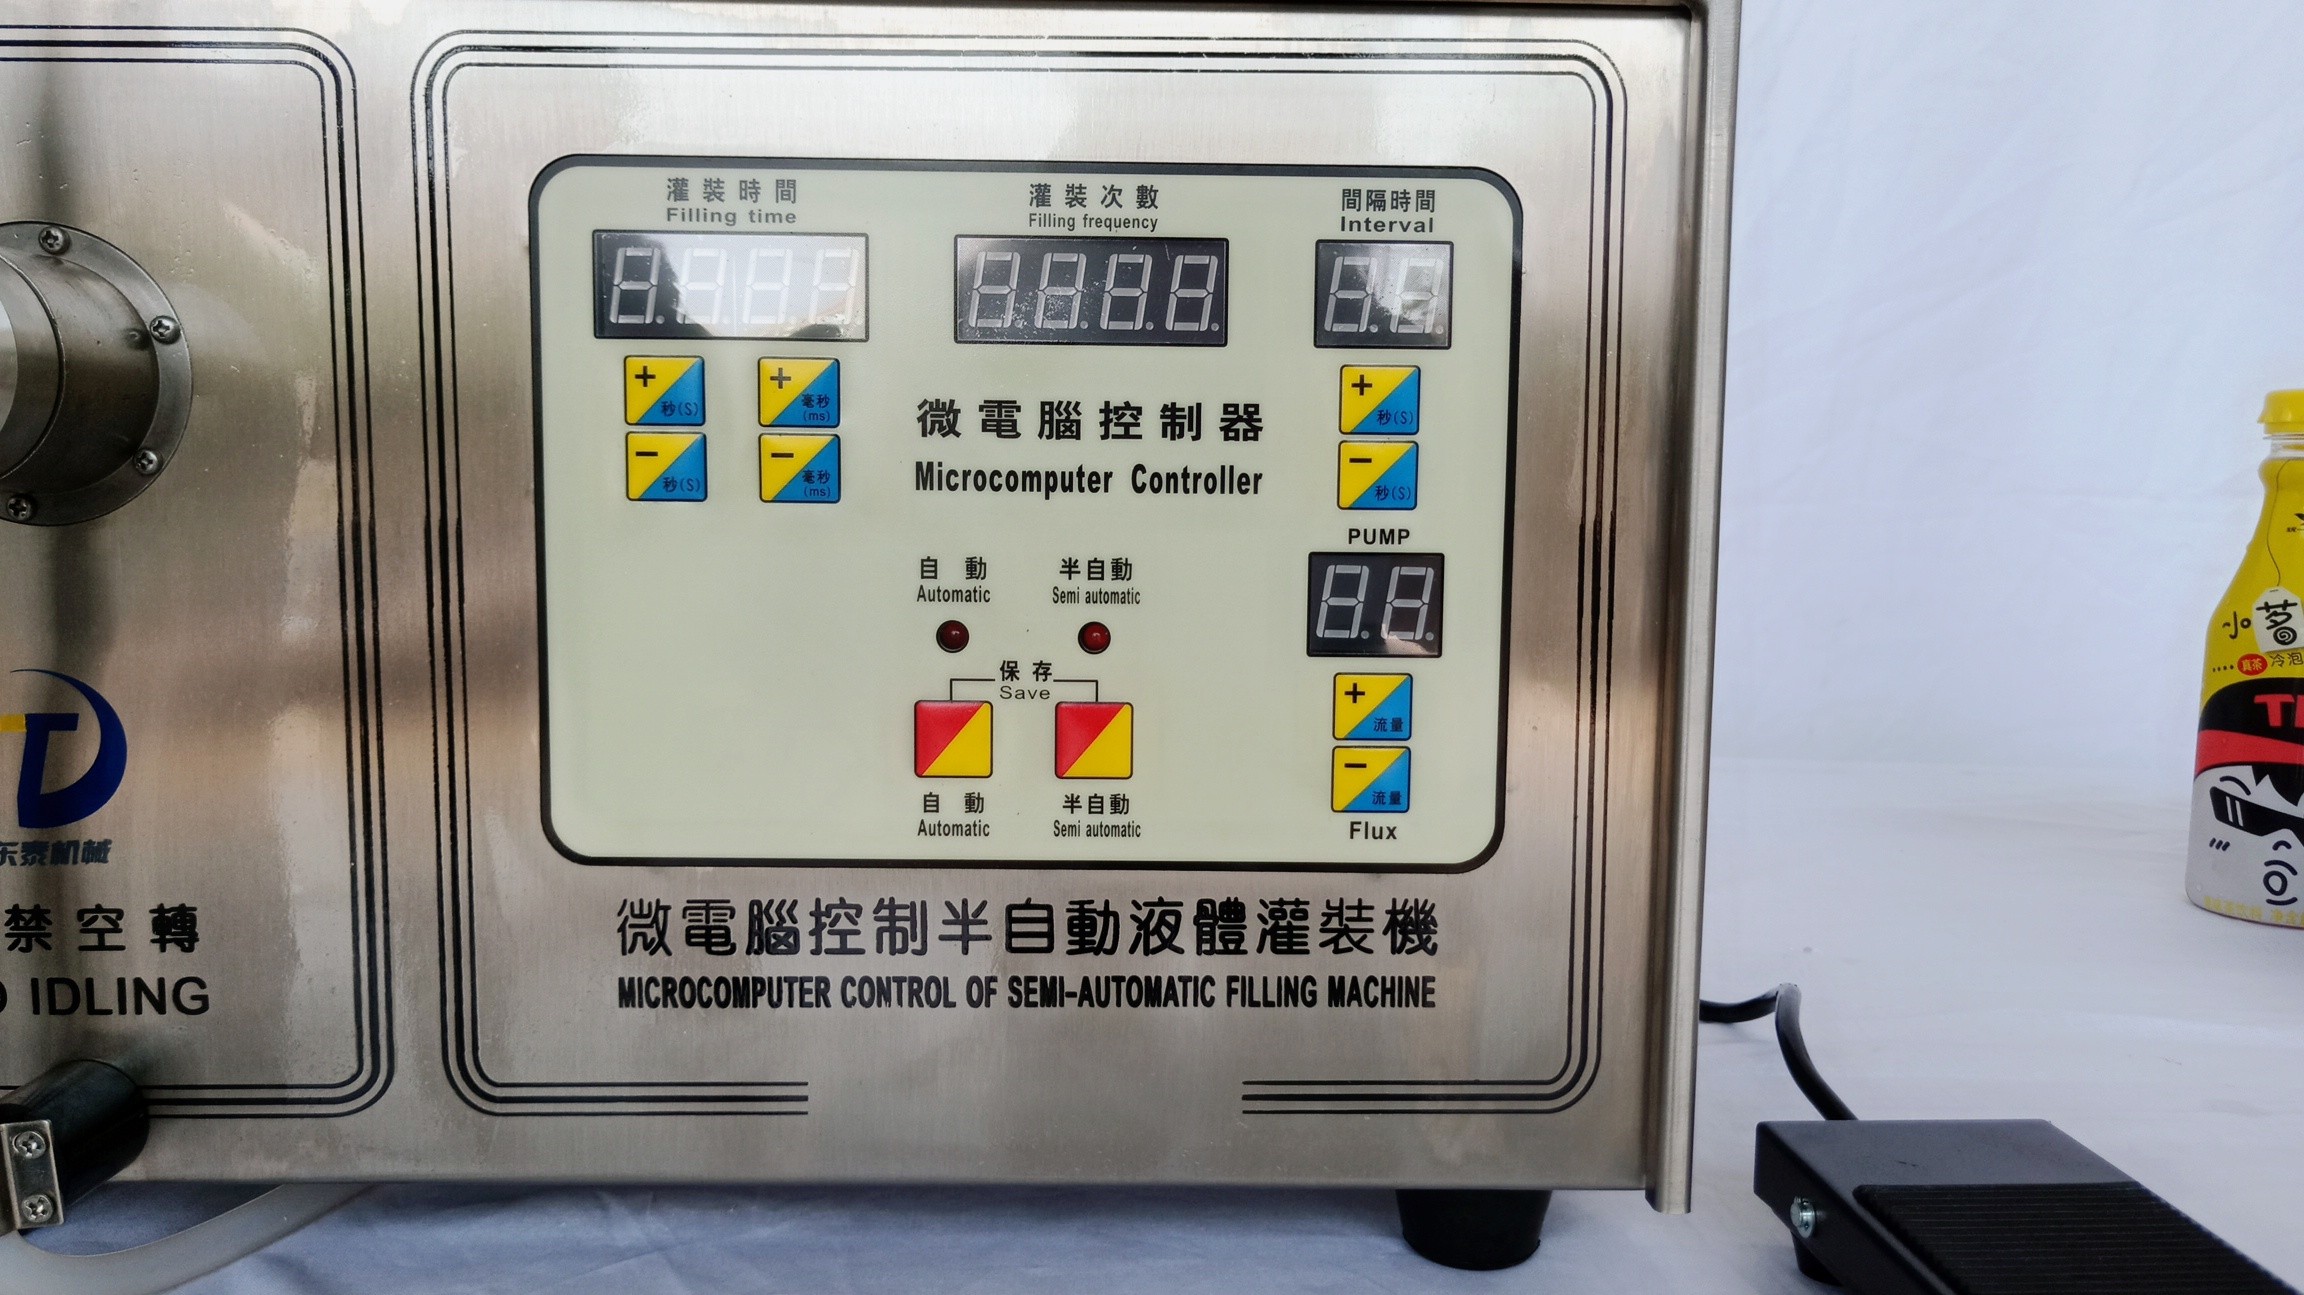 灌裝時間
Filling time
灌裝次數
Filling frequency
間隔時間
Interval
+
秒(S)
+
毫秒
(ms)
+
秒(S)
−
秒(S)
−
毫秒
(ms)
−
秒(S)
微電腦控制器
Microcomputer Controller
PUMP
自動
Automatic
半自動
Semi automatic
保存
Save
+
流量
−
流量
自動
Automatic
半自動
Semi automatic
Flux
微電腦控制半自動液體灌裝機
MICROCOMPUTER CONTROL OF SEMI-AUTOMATIC FILLING MACHINE
东泰机械
禁空轉
IDLING
小茗
真茶
冷泡